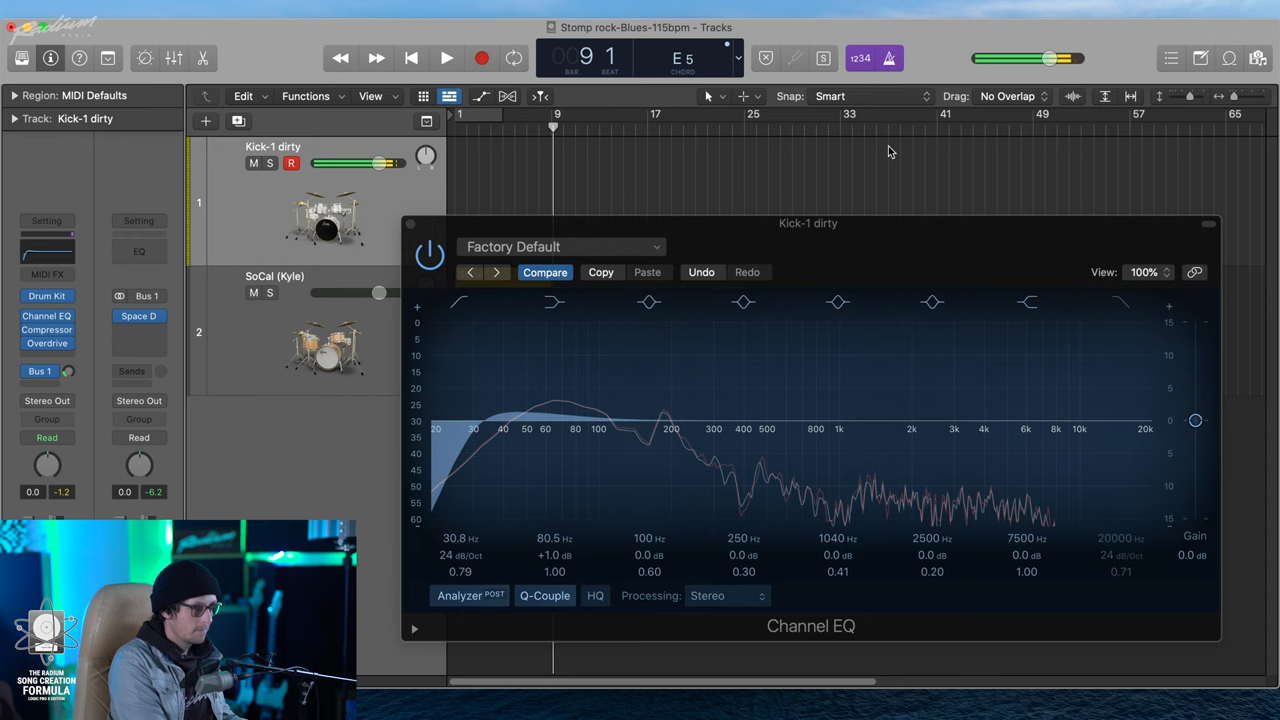 Radium
MEDIA
Stomp rock-Blues-115bpm - Tracks
009 1
BAR BEAT
E 5
CHORD
S
1234
Region: MIDI Defaults
Edit Functions View
Snap: Smart
Drag: No Overlap
Track: Kick-1 dirty
1 9 17 25 33 41 49 57 65
Kick-1 dirty
M S R
L R
1
SoCal (Kyle)
M S
2
Setting Setting
EQ
MIDI FX
Drum Kit Bus 1
Channel EQ Space D
Compressor
Overdrive
Bus 1 Sends
Stereo Out Stereo Out
Group Group
Read Read
0.0 -1.2 0.0 -6.2
Kick-1 dirty
Factory Default
Compare Copy Paste Undo Redo View: 100%
+ +
0 15
5
10 10
15
20 5
25
30 0
20 30 40 50 60 80 100 200 300 400 500 800 1k 2k 3k 4k 6k 8k 10k 20k
35
40 5
45
50 10
55
60 15
- -
30.8 Hz 80.5 Hz 100 Hz 250 Hz 1040 Hz 2500 Hz 7500 Hz 20000 Hz Gain
24 dB/Oct +1.0 dB 0.0 dB 0.0 dB 0.0 dB 0.0 dB 0.0 dB 24 dB/Oct 0.0 dB
0.79 1.00 0.60 0.30 0.41 0.20 1.00 0.71
Analyzer POST Q-Couple HQ Processing: Stereo
Channel EQ
Radium
THE RADIUM
SONG CREATION
FORMULA
LOGIC PRO X EDITION